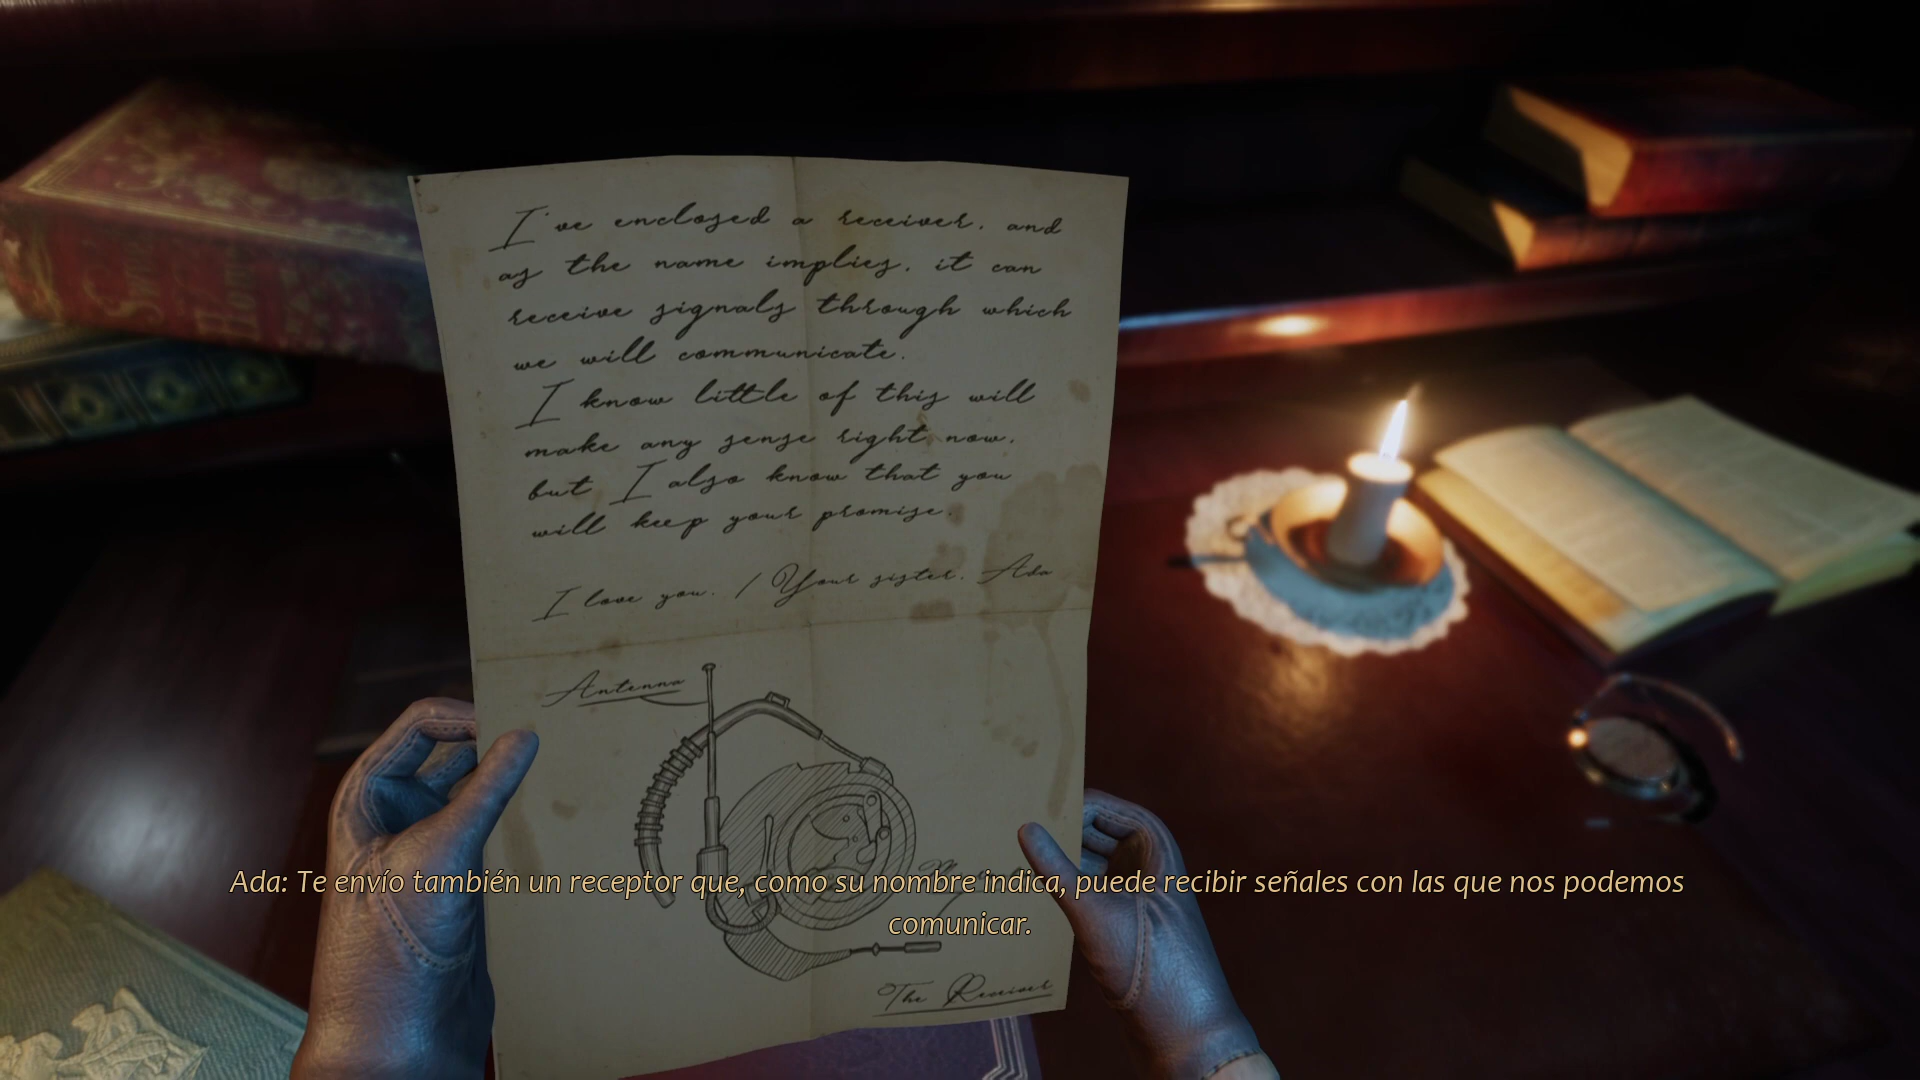 I've enclosed a receiver, and
as the name implies, it can
receive signals through which
we will communicate.
I know little of this will
make any sense right now,
but I also know that you
will keep your promise.
I love you. / Your sister, Ada
Antenna
Ada: Te envío también un receptor que, como su nombre indica, puede recibir señales con las que nos podemos
comunicar.
The Receiver